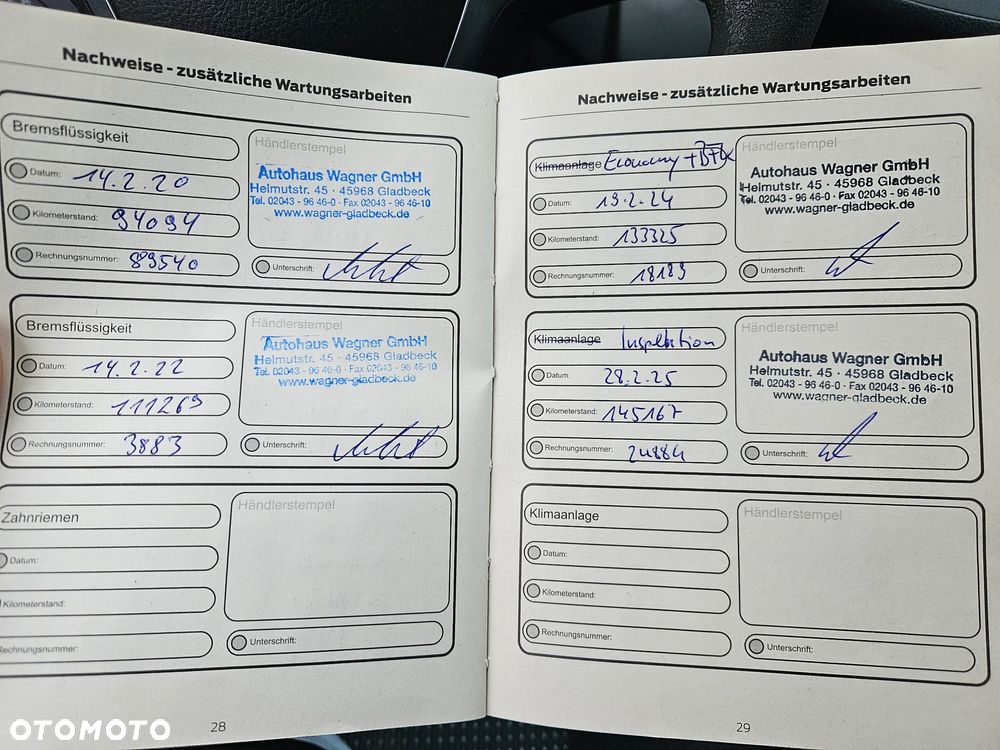 Nachweise - zusätzliche Wartungsarbeiten
Bremsflüssigkeit
Datum: 14.2.20
Kilometerstand: 94094
Rechnungsnummer: 89540
Händlerstempel
Autohaus Wagner GmbH
Helmutstr. 45 · 45968 Gladbeck
Tel. 02043 - 96 46-0 · Fax 02043 - 96 46-10
www.wagner-gladbeck.de
Unterschrift:
Bremsflüssigkeit
Datum: 14.2.22
Kilometerstand: 111269
Rechnungsnummer: 3883
Händlerstempel
Autohaus Wagner GmbH
Helmutstr. 45 · 45968 Gladbeck
Tel. 02043 - 96 46-0 · Fax 02043 - 96 46-10
www.wagner-gladbeck.de
Unterschrift:
Zahnriemen
Datum:
Kilometerstand:
Rechnungsnummer:
Händlerstempel
Unterschrift:
28
Nachweise - zusätzliche Wartungsarbeiten
Klimaanlage Economy
Datum: 19.2.24
Kilometerstand: 133325
Rechnungsnummer: 18189
Händlerstempel
Autohaus Wagner GmbH
Helmutstr. 45 · 45968 Gladbeck
Tel. 02043 - 96 46-0 · Fax 02043 - 96 46-10
www.wagner-gladbeck.de
Unterschrift:
Klimaanlage Inspektion
Datum: 28.2.25
Kilometerstand: 145167
Rechnungsnummer: 24884
Händlerstempel
Autohaus Wagner GmbH
Helmutstr. 45 · 45968 Gladbeck
Tel. 02043 - 96 46-0 · Fax 02043 - 96 46-10
www.wagner-gladbeck.de
Unterschrift:
Klimaanlage
Datum:
Kilometerstand:
Rechnungsnummer:
Händlerstempel
Unterschrift:
29
OTOMOTO